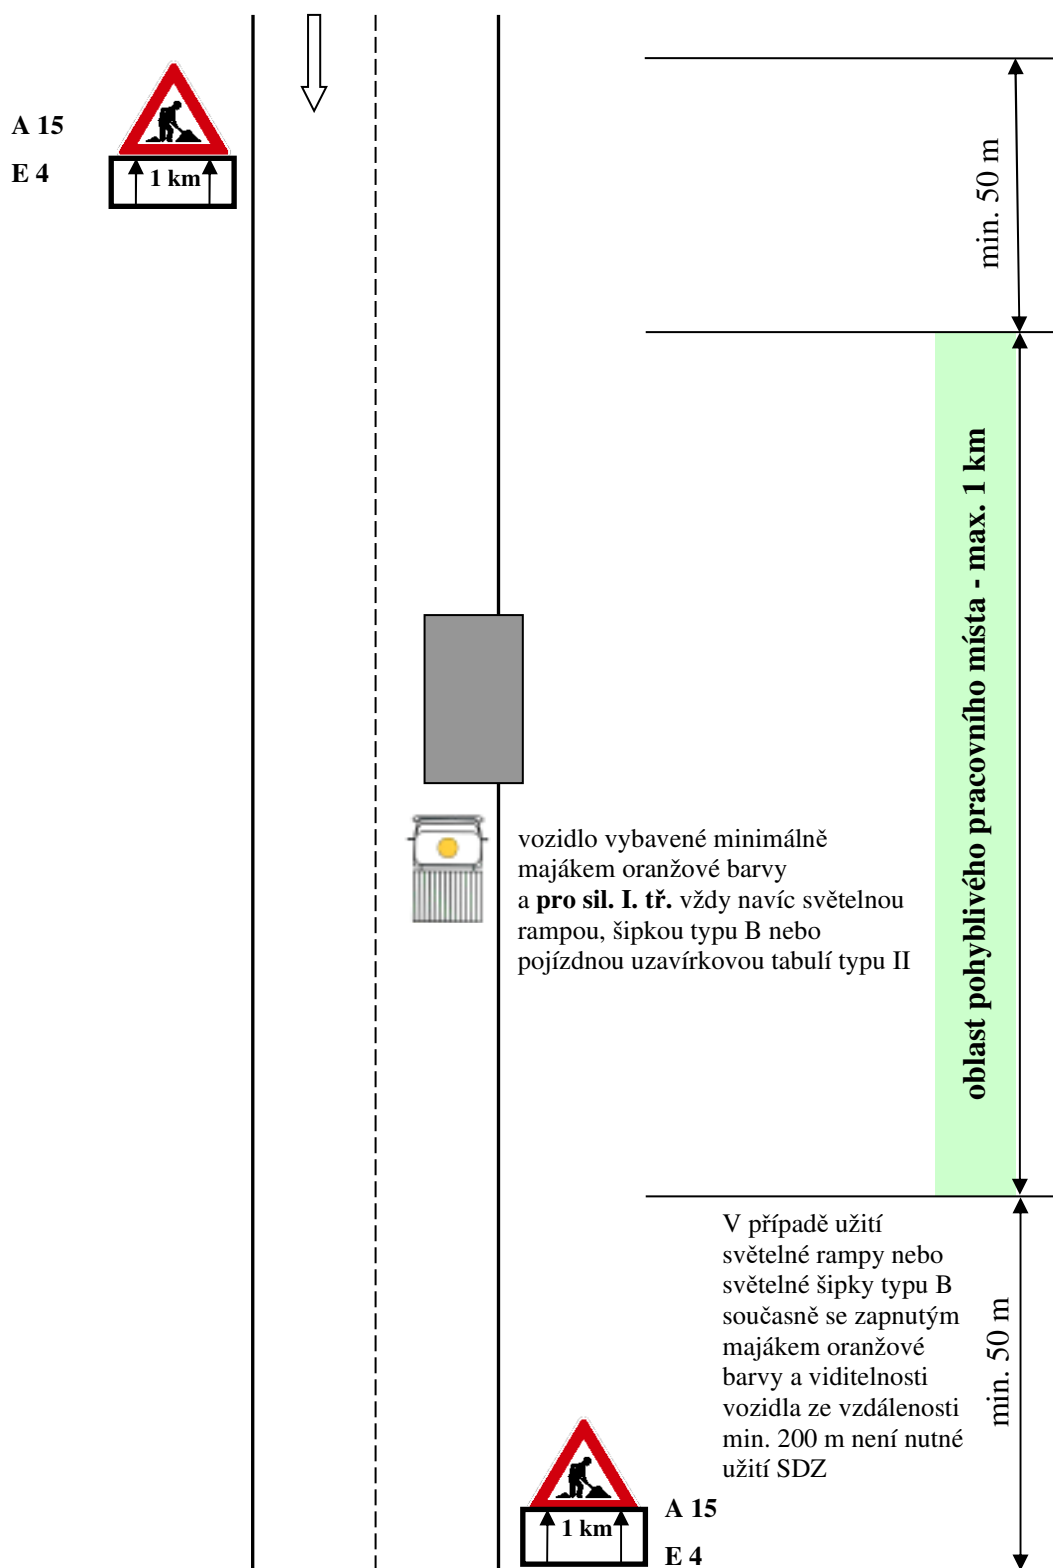 A 15
E 4
1 km
min. 50 m
oblast pohyblivého pracovního místa - max. 1 km
vozidlo vybavené minimálně
majákem oranžové barvy
a pro sil. I. tř. vždy navíc světelnou
rampou, šipkou typu B nebo
pojízdnou uzavírkovou tabulí typu II
V případě užití
světelné rampy nebo
světelné šipky typu B
současně se zapnutým
majákem oranžové
barvy a viditelnosti
vozidla ze vzdálenosti
min. 200 m není nutné
užití SDZ
min. 50 m
1 km
A 15
E 4